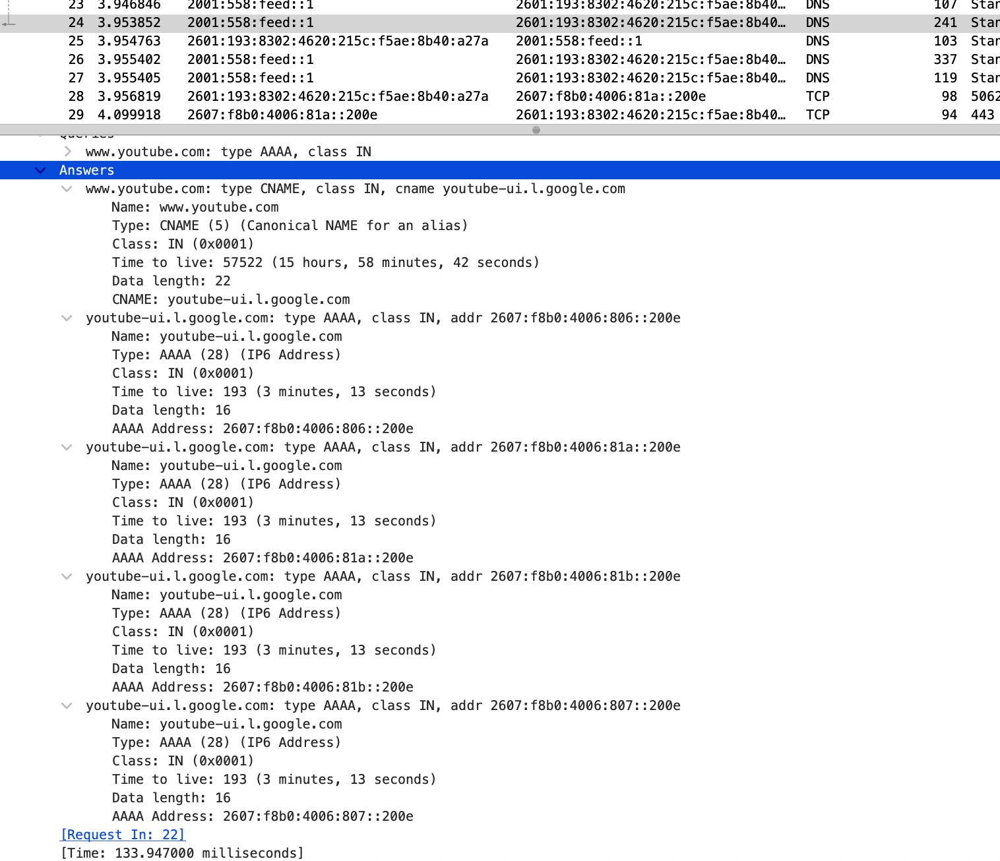 23 3.946846 2001:558:feed::1 2601:193:8302:4620:215c:f5ae:8b40… DNS 107 Stan
24 3.953852 2001:558:feed::1 2601:193:8302:4620:215c:f5ae:8b40… DNS 241 Stan
25 3.954763 2601:193:8302:4620:215c:f5ae:8b40:a27a 2001:558:feed::1 DNS 103 Stan
26 3.955402 2001:558:feed::1 2601:193:8302:4620:215c:f5ae:8b40… DNS 337 Stan
27 3.955405 2001:558:feed::1 2601:193:8302:4620:215c:f5ae:8b40… DNS 119 Stan
28 3.956819 2601:193:8302:4620:215c:f5ae:8b40:a27a 2607:f8b0:4006:81a::200e TCP 98 5062
29 4.099918 2607:f8b0:4006:81a::200e 2601:193:8302:4620:215c:f5ae:8b40… TCP 94 443
Queries
www.youtube.com: type AAAA, class IN
Answers
www.youtube.com: type CNAME, class IN, cname youtube-ui.l.google.com
Name: www.youtube.com
Type: CNAME (5) (Canonical NAME for an alias)
Class: IN (0x0001)
Time to live: 57522 (15 hours, 58 minutes, 42 seconds)
Data length: 22
CNAME: youtube-ui.l.google.com
youtube-ui.l.google.com: type AAAA, class IN, addr 2607:f8b0:4006:806::200e
Name: youtube-ui.l.google.com
Type: AAAA (28) (IP6 Address)
Class: IN (0x0001)
Time to live: 193 (3 minutes, 13 seconds)
Data length: 16
AAAA Address: 2607:f8b0:4006:806::200e
youtube-ui.l.google.com: type AAAA, class IN, addr 2607:f8b0:4006:81a::200e
Name: youtube-ui.l.google.com
Type: AAAA (28) (IP6 Address)
Class: IN (0x0001)
Time to live: 193 (3 minutes, 13 seconds)
Data length: 16
AAAA Address: 2607:f8b0:4006:81a::200e
youtube-ui.l.google.com: type AAAA, class IN, addr 2607:f8b0:4006:81b::200e
Name: youtube-ui.l.google.com
Type: AAAA (28) (IP6 Address)
Class: IN (0x0001)
Time to live: 193 (3 minutes, 13 seconds)
Data length: 16
AAAA Address: 2607:f8b0:4006:81b::200e
youtube-ui.l.google.com: type AAAA, class IN, addr 2607:f8b0:4006:807::200e
Name: youtube-ui.l.google.com
Type: AAAA (28) (IP6 Address)
Class: IN (0x0001)
Time to live: 193 (3 minutes, 13 seconds)
Data length: 16
AAAA Address: 2607:f8b0:4006:807::200e
[Request In: 22]
[Time: 133.947000 milliseconds]